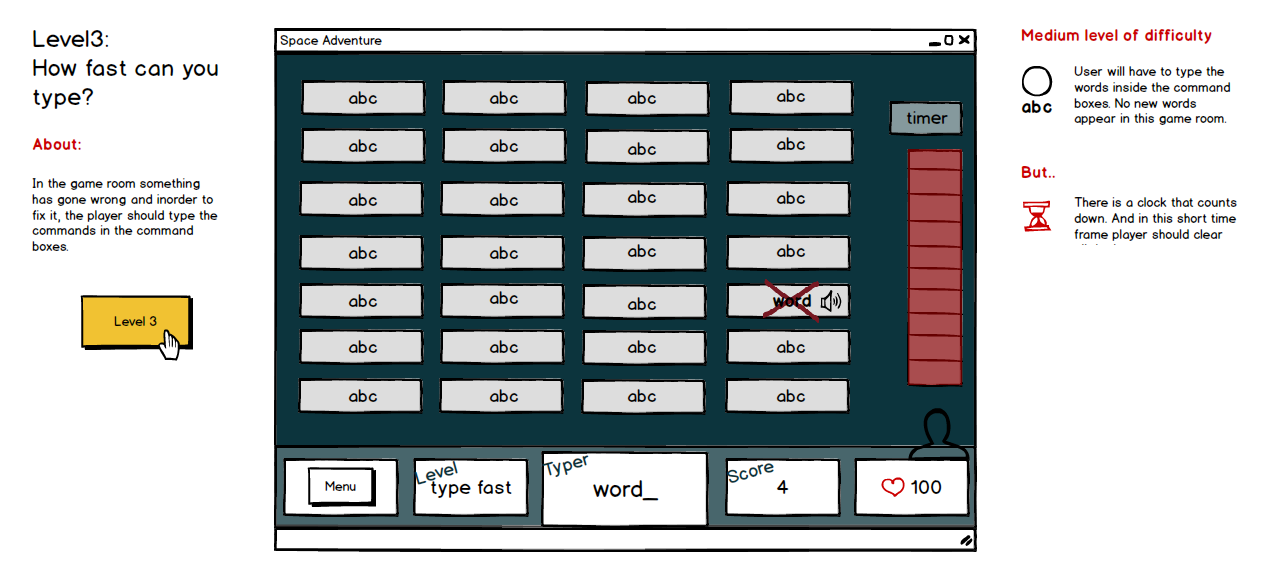 Level3:
How fast can you
type?
About:
In the game room something
has gone wrong and inorder to
fix it, the player should type the
commands in the command
boxes.
Level 3
Space Adventure
abc abc abc abc
abc abc abc abc
abc abc abc abc
abc abc abc abc
abc abc abc word
abc abc abc abc
abc abc abc abc
timer
Menu
Level
type fast
Typer
word_
Score
4
100
Medium level of difficulty
abc
User will have to type the
words inside the command
boxes. No new words
appear in this game room.
But..
There is a clock that counts
down. And in this short time
frame player should clear